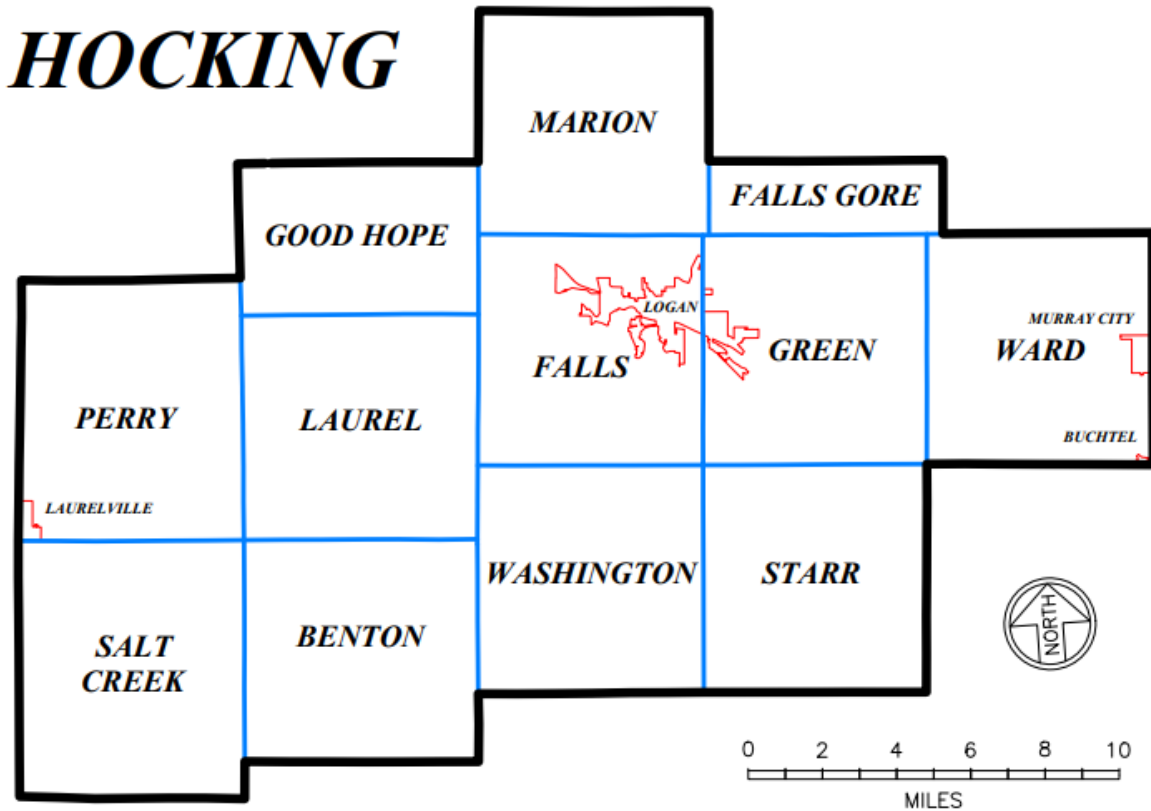 HOCKING
MARION
FALLS GORE
GOOD HOPE
LOGAN
MURRAY CITY
FALLS
GREEN
WARD
PERRY
LAUREL
BUCHTEL
LAURELVILLE
WASHINGTON
STARR
SALT
CREEK
BENTON
NORTH
0 2 4 6 8 10
MILES